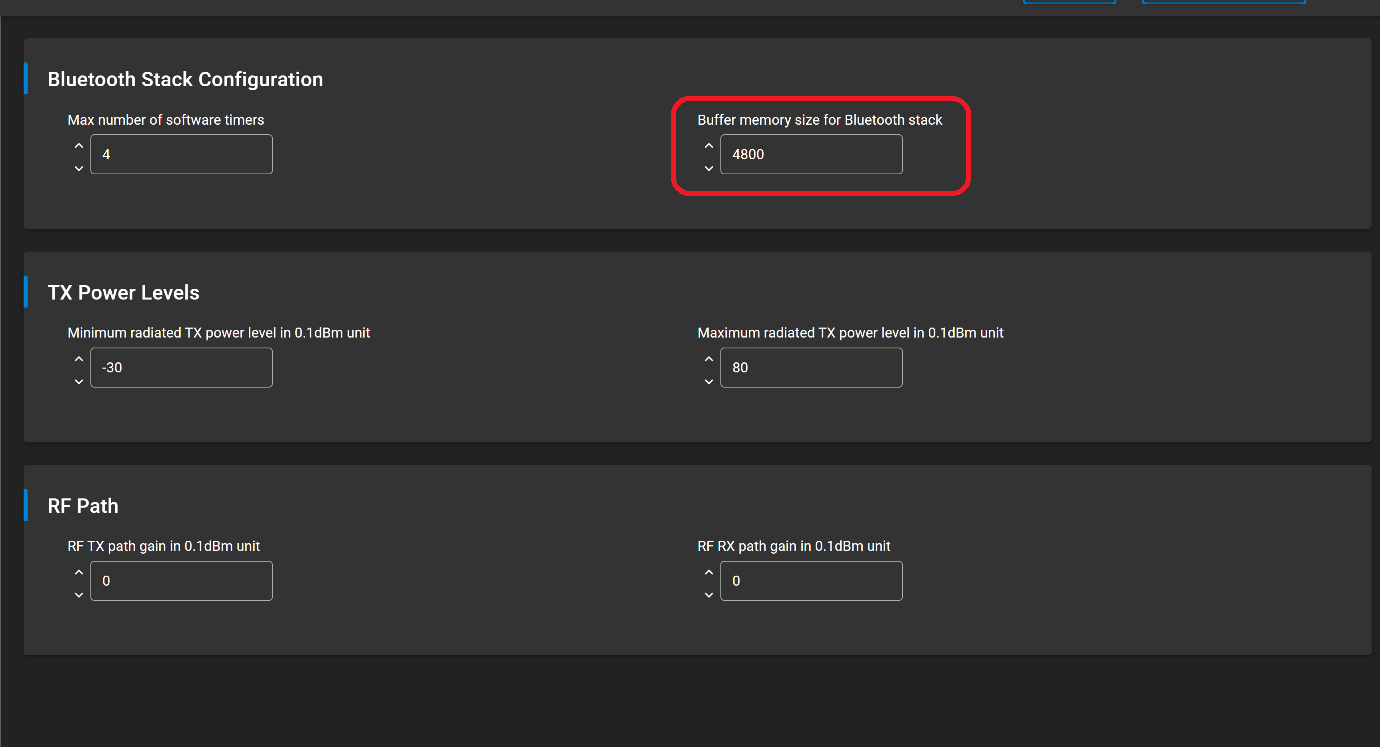 Bluetooth Stack Configuration
Max number of software timers
4
Buffer memory size for Bluetooth stack
4800
TX Power Levels
Minimum radiated TX power level in 0.1dBm unit
-30
Maximum radiated TX power level in 0.1dBm unit
80
RF Path
RF TX path gain in 0.1dBm unit
0
RF RX path gain in 0.1dBm unit
0